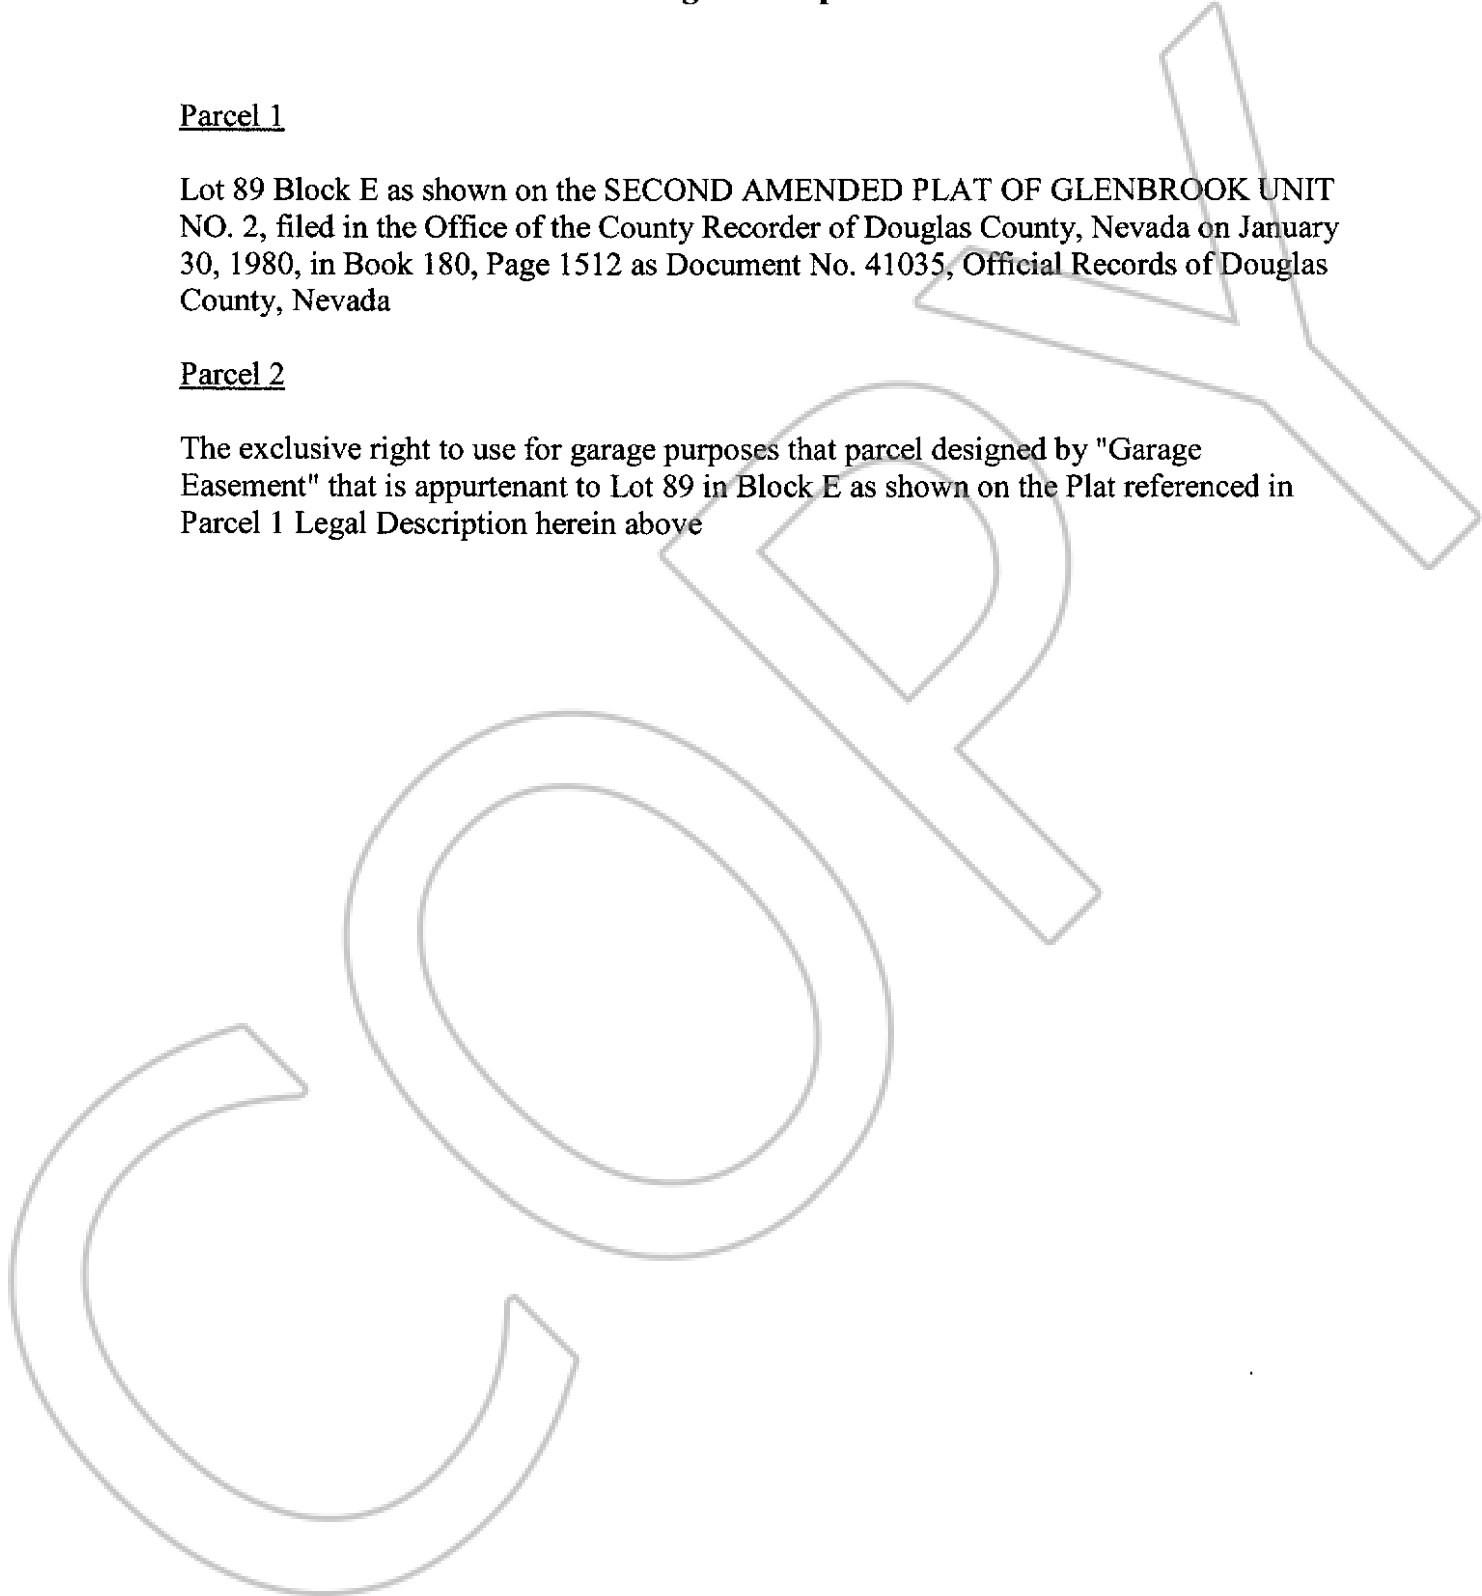 Parcel 1
Lot 89 Block E as shown on the SECOND AMENDED PLAT OF GLENBROOK UNIT
NO. 2, filed in the Office of the County Recorder of Douglas County, Nevada on January
30, 1980, in Book 180, Page 1512 as Document No. 41035, Official Records of Douglas
County, Nevada
Parcel 2
The exclusive right to use for garage purposes that parcel designed by "Garage
Easement" that is appurtenant to Lot 89 in Block E as shown on the Plat referenced in
Parcel 1 Legal Description herein above
COPY